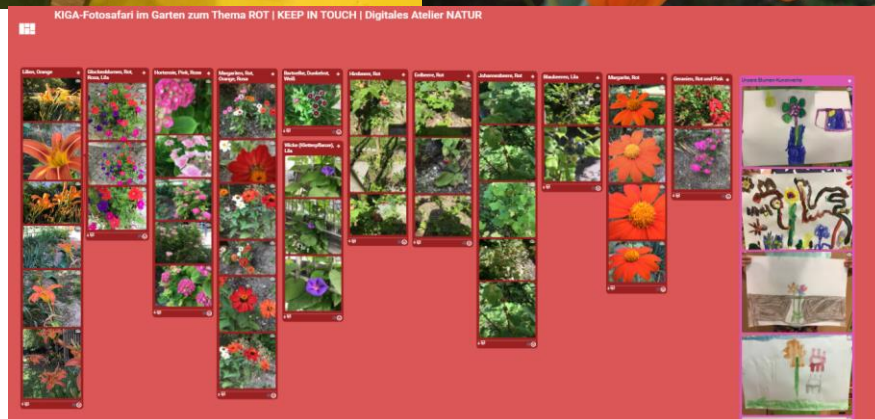 KIGA-Fotosafari im Garten zum Thema ROT | KEEP IN TOUCH | Digitales Atelier NATUR
Lilien, Orange
Glockenblumen, Rot,
Rosa, Lila
Hortensie, Pink, Rosa
Margeriten, Rot,
Orange, Rosa
Bartnelke, Dunkelrot,
Weiß
Wicke (Kletterpflanze),
Lila
Himbeere, Rot
Erdbeere, Rot
Johannesbeere, Rot
Blaubeeren, Lila
Margerite, Rot
Geranien, Rot und Pink
Unsere Blumen-Kunstwerke